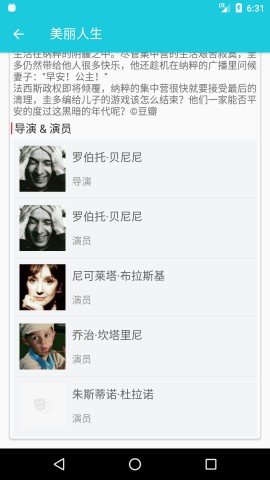 6:31
美丽人生
生活在纳粹的阴霾之中。尽管集中营的生活艰苦寂寞，圭
多仍然带给他人很多快乐，他还趁机在纳粹的广播里问候
妻子：“早安！公主！”
法西斯政权即将倾覆，纳粹的集中营很快就要接受最后的
清理，圭多编给儿子的游戏该怎么结束？他们一家能否平
安的度过这黑暗的年代呢？©豆瓣
导演 & 演员
罗伯托·贝尼尼
导演
罗伯托·贝尼尼
演员
尼可莱塔·布拉斯基
演员
乔治·坎塔里尼
演员
朱斯蒂诺·杜拉诺
演员